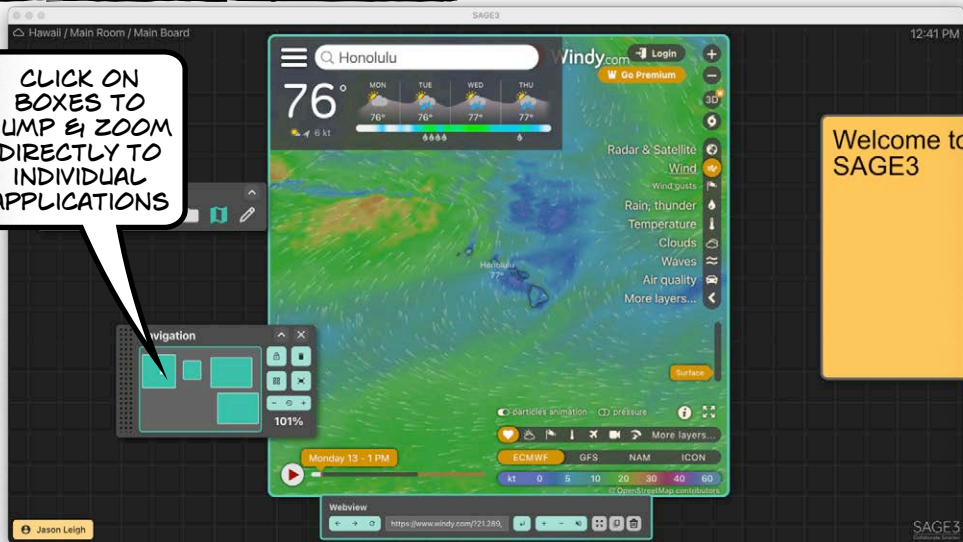 SAGE3
Hawaii / Main Room / Main Board
12:41 PM
CLICK ON
BOXES TO
JUMP & ZOOM
DIRECTLY TO
INDIVIDUAL
APPLICATIONS
Honolulu
Windy.com
Login
Go Premium
76°
6 kt
MON TUE WED THU
76° 76° 77° 77°
3D
Radar & Satellite
Wind
Wind gusts
Rain, thunder
Temperature
Clouds
Waves
Air quality
More layers...
Honolulu
77°
Welcome to
SAGE3
Navigation
101%
Surface
particles animation pressure
More layers...
Monday 13 - 1 PM
ECMWF GFS NAM ICON
kt 0 5 10 20 30 40 60
© OpenStreetMap contributors
Webview
https://www.windy.com/?21.289,
Jason Leigh
SAGE3